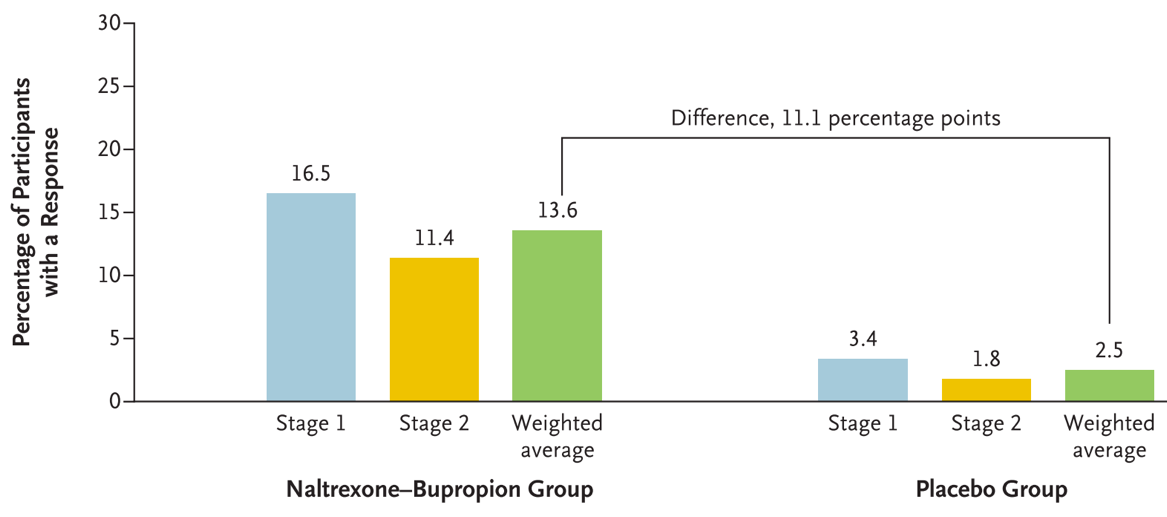 Percentage of Participants
with a Response
30
25
20
15
10
5
0
Difference, 11.1 percentage points
16.5
11.4
13.6
3.4
1.8
2.5
Stage 1
Stage 2
Weighted
average
Stage 1
Stage 2
Weighted
average
Naltrexone–Bupropion Group
Placebo Group